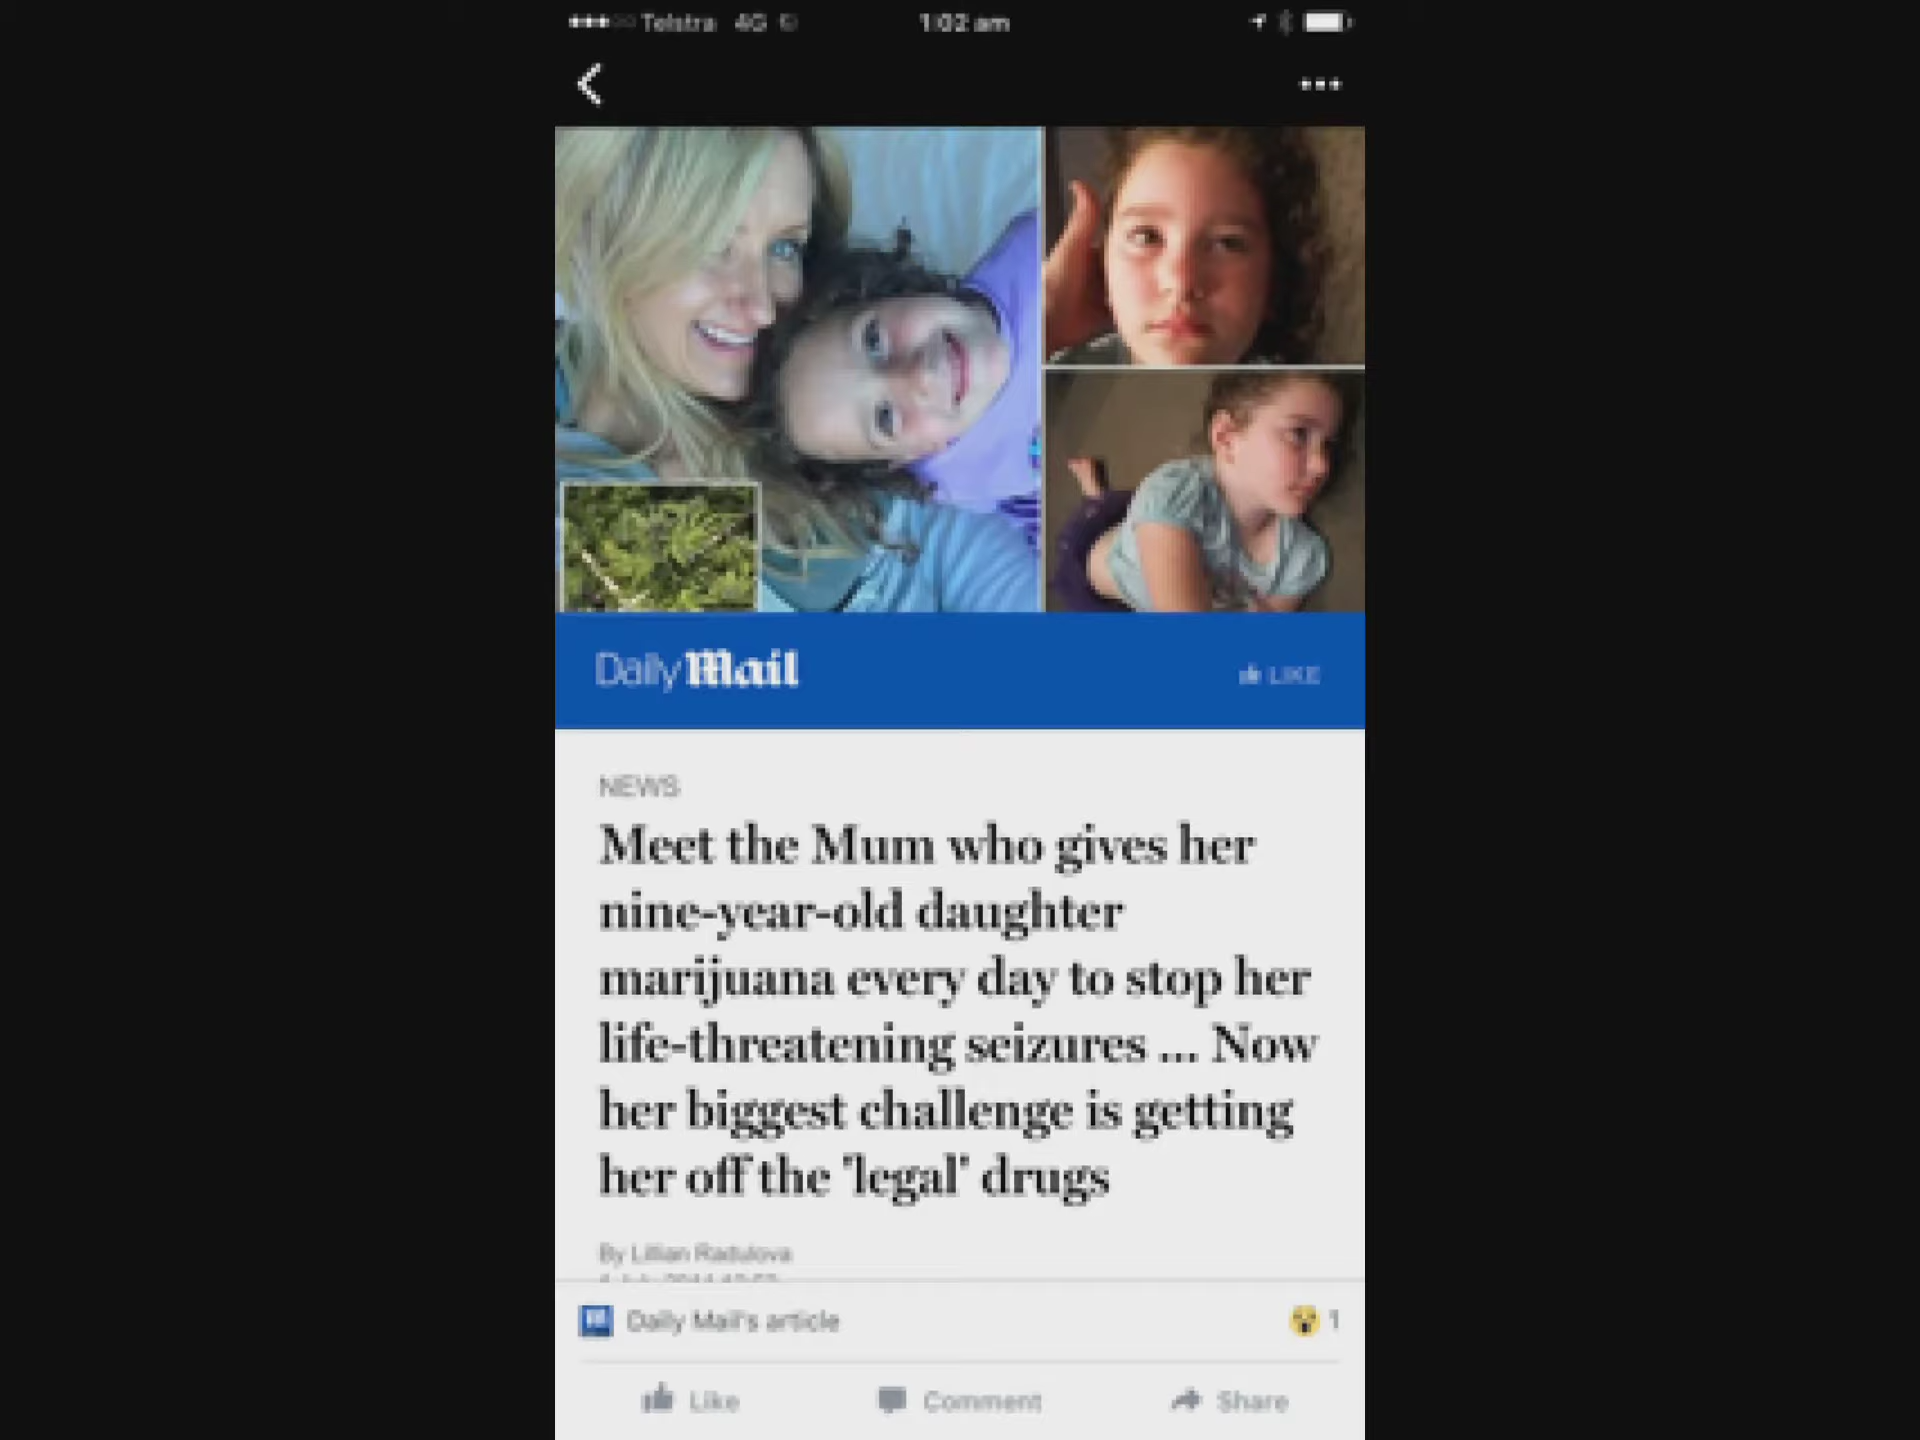 Telstra 4G 1:02 am
Daily Mail
LIKE
NEWS
Meet the Mum who gives her
nine-year-old daughter
marijuana every day to stop her
life-threatening seizures ... Now
her biggest challenge is getting
her off the 'legal' drugs
By Lillian Radulova
Daily Mail's article 1
Like Comment Share